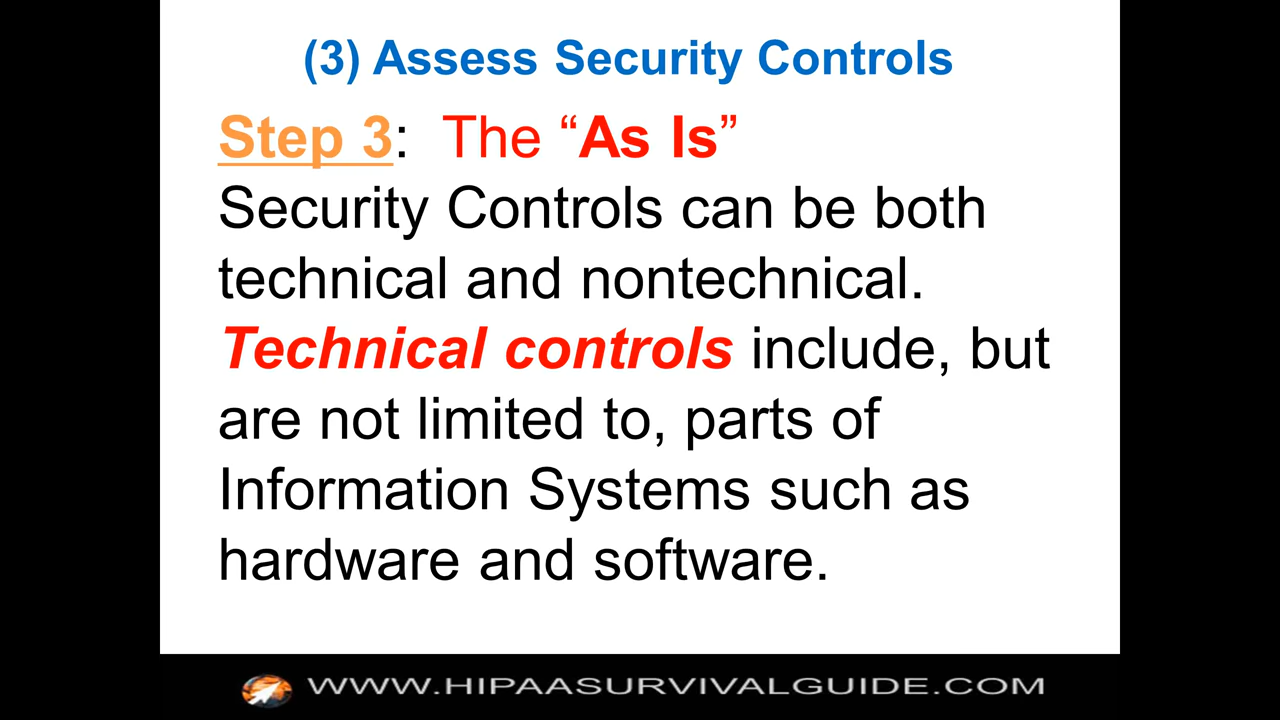 (3) Assess Security Controls
Step 3:  The “As Is”
Security Controls can be both
technical and nontechnical.
Technical controls include, but
are not limited to, parts of
Information Systems such as
hardware and software.
WWW.HIPAASURVIVALGUIDE.COM